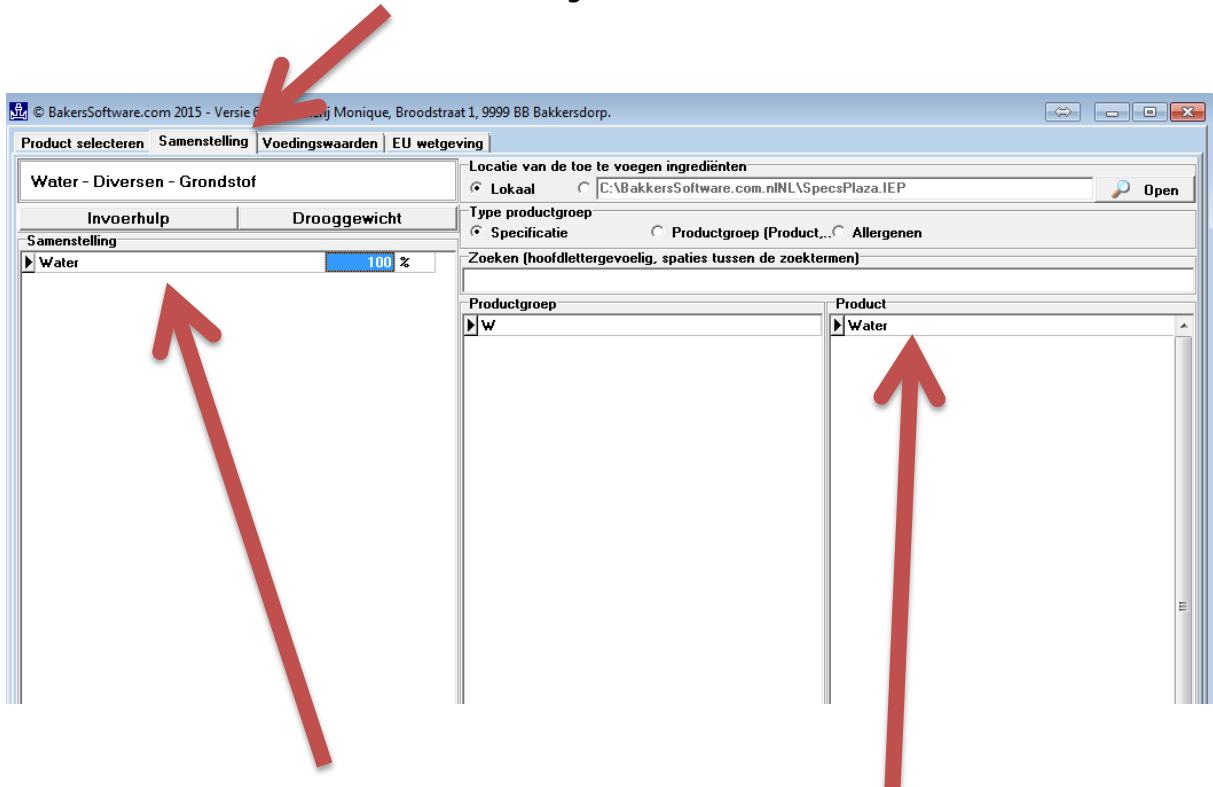 © BakersSoftware.com 2015 - Versie 6 ij Monique, Broodstraat 1, 9999 BB Bakkersdorp.
Product selecteren Samenstelling Voedingswaarden EU wetgeving
Water - Diversen - Grondstof
Invoerhulp Drooggewicht
Samenstelling
Water 100 %
Locatie van de toe te voegen ingrediënten
Lokaal C:\BakkersSoftware.com.nlNL\SpecsPlaza.IEP Open
Type productgroep
Specificatie Productgroep (Product,.. Allergenen
Zoeken (hoofdlettergevoelig, spaties tussen de zoektermen)
Productgroep Product
W Water